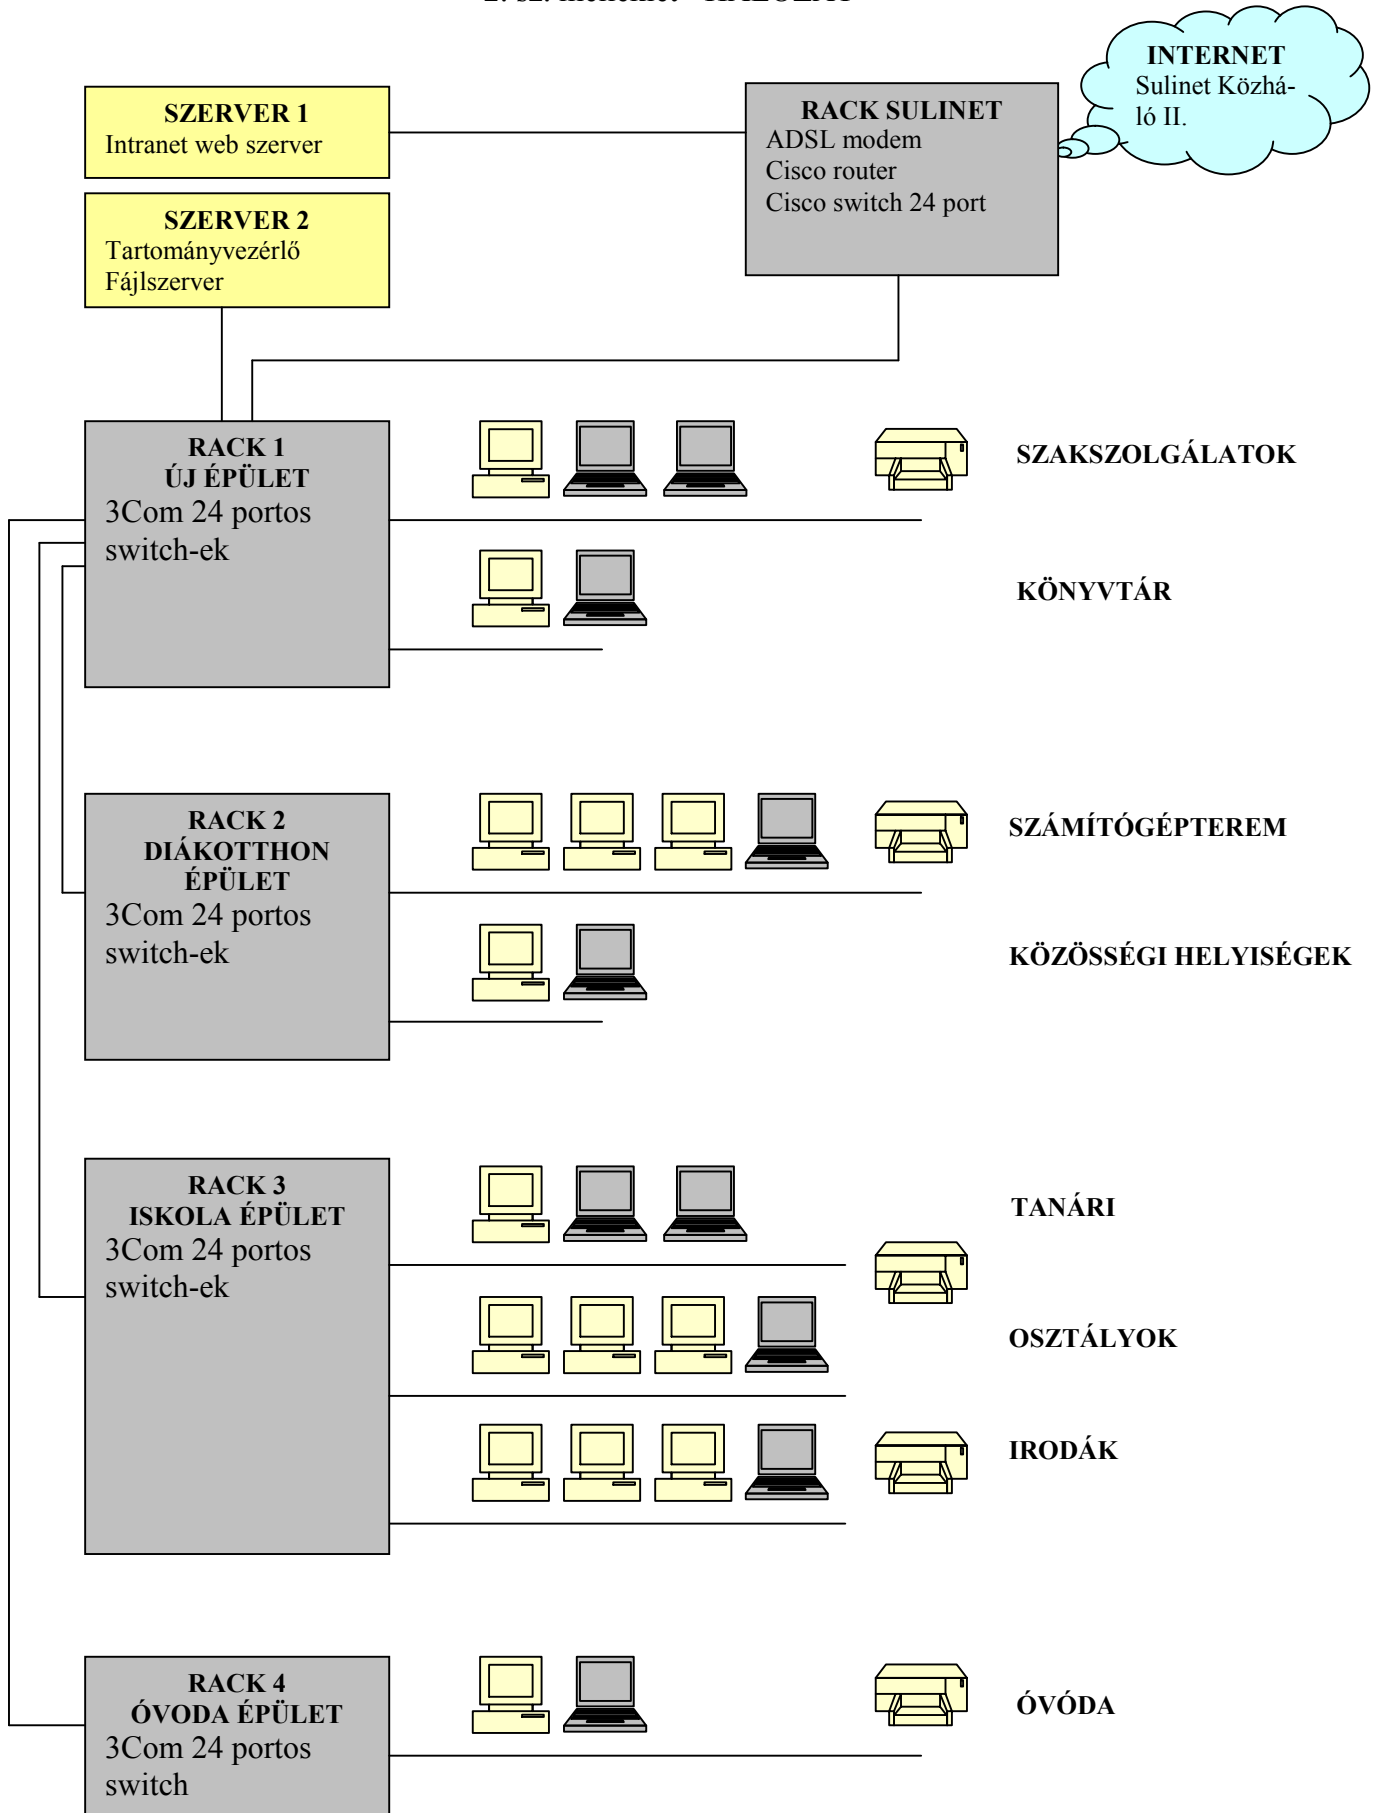 INTERNET
Sulinet Közhá-
ló II.
SZERVER 1
Intranet web szerver
RACK SULINET
ADSL modem
Cisco router
Cisco switch 24 port
SZERVER 2
Tartományvezérlő
Fájlszerver
RACK 1
ÚJ ÉPÜLET
3Com 24 portos
switch-ek
SZAKSZOLGÁLATOK
KÖNYVTÁR
RACK 2
DIÁKOTTHON
ÉPÜLET
3Com 24 portos
switch-ek
SZÁMÍTÓGÉPTEREM
KÖZÖSSÉGI HELYISÉGEK
RACK 3
ISKOLA ÉPÜLET
3Com 24 portos
switch-ek
TANÁRI
OSZTÁLYOK
IRODÁK
RACK 4
ÓVODA ÉPÜLET
3Com 24 portos
switch
ÓVÓDA